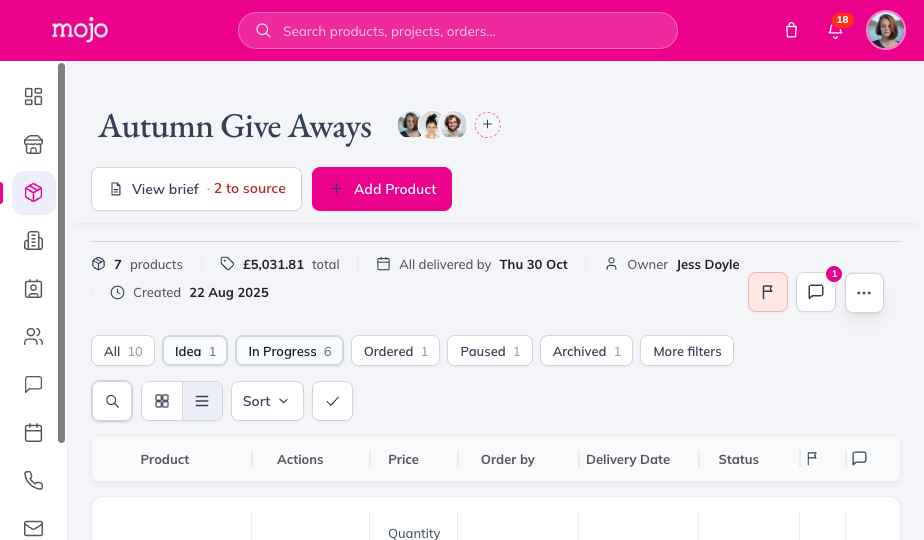 mojo
Search products, projects, orders...
18
Autumn Give Aways
View brief · 2 to source
Add Product
7 products
£5,031.81 total
All delivered by Thu 30 Oct
Owner Jess Doyle
Created 22 Aug 2025
1
All 10
Idea 1
In Progress 6
Ordered 1
Paused 1
Archived 1
More filters
Sort
Product Actions Price Order by Delivery Date Status
Quantity